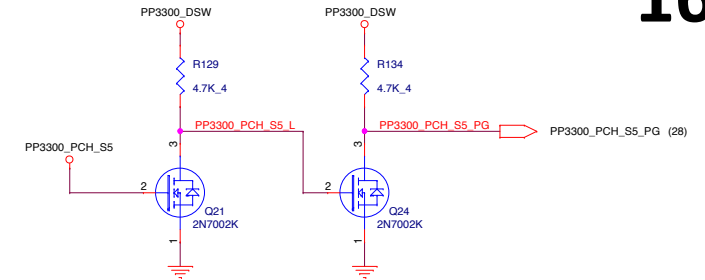 16
PP3300_DSW
PP3300_DSW
R129
4.7K_4
R134
4.7K_4
PP3300_PCH_S5_L
PP3300_PCH_S5_PG
PP3300_PCH_S5_PG (28)
PP3300_PCH_S5
3
3
2
2
Q21
2N7002K
Q24
2N7002K
1
1